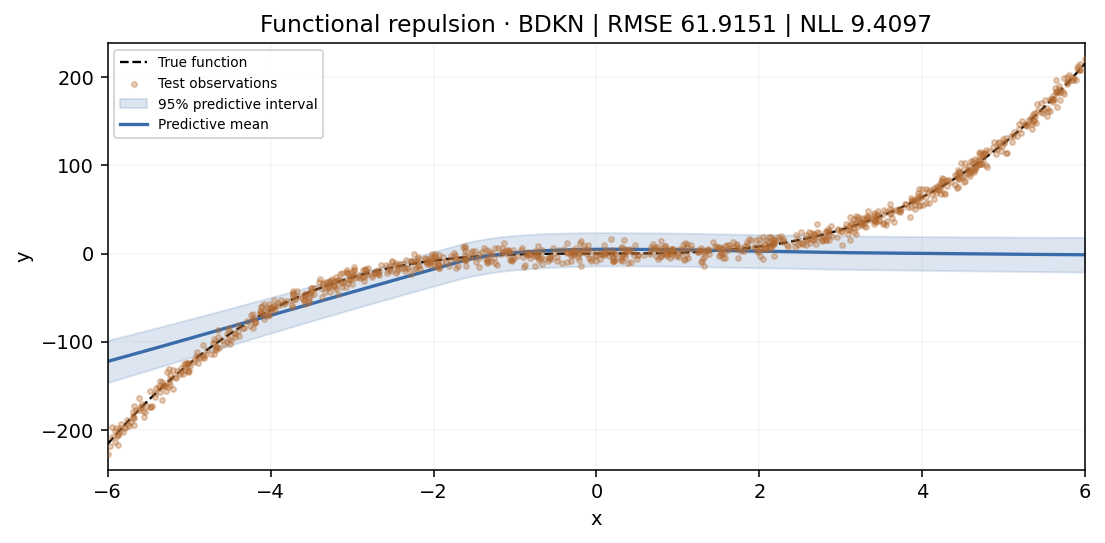 Functional repulsion · BDKN | RMSE 61.9151 | NLL 9.4097
True function
Test observations
95% predictive interval
Predictive mean
y
200
100
0
−100
−200
−6
−4
−2
0
2
4
6
x